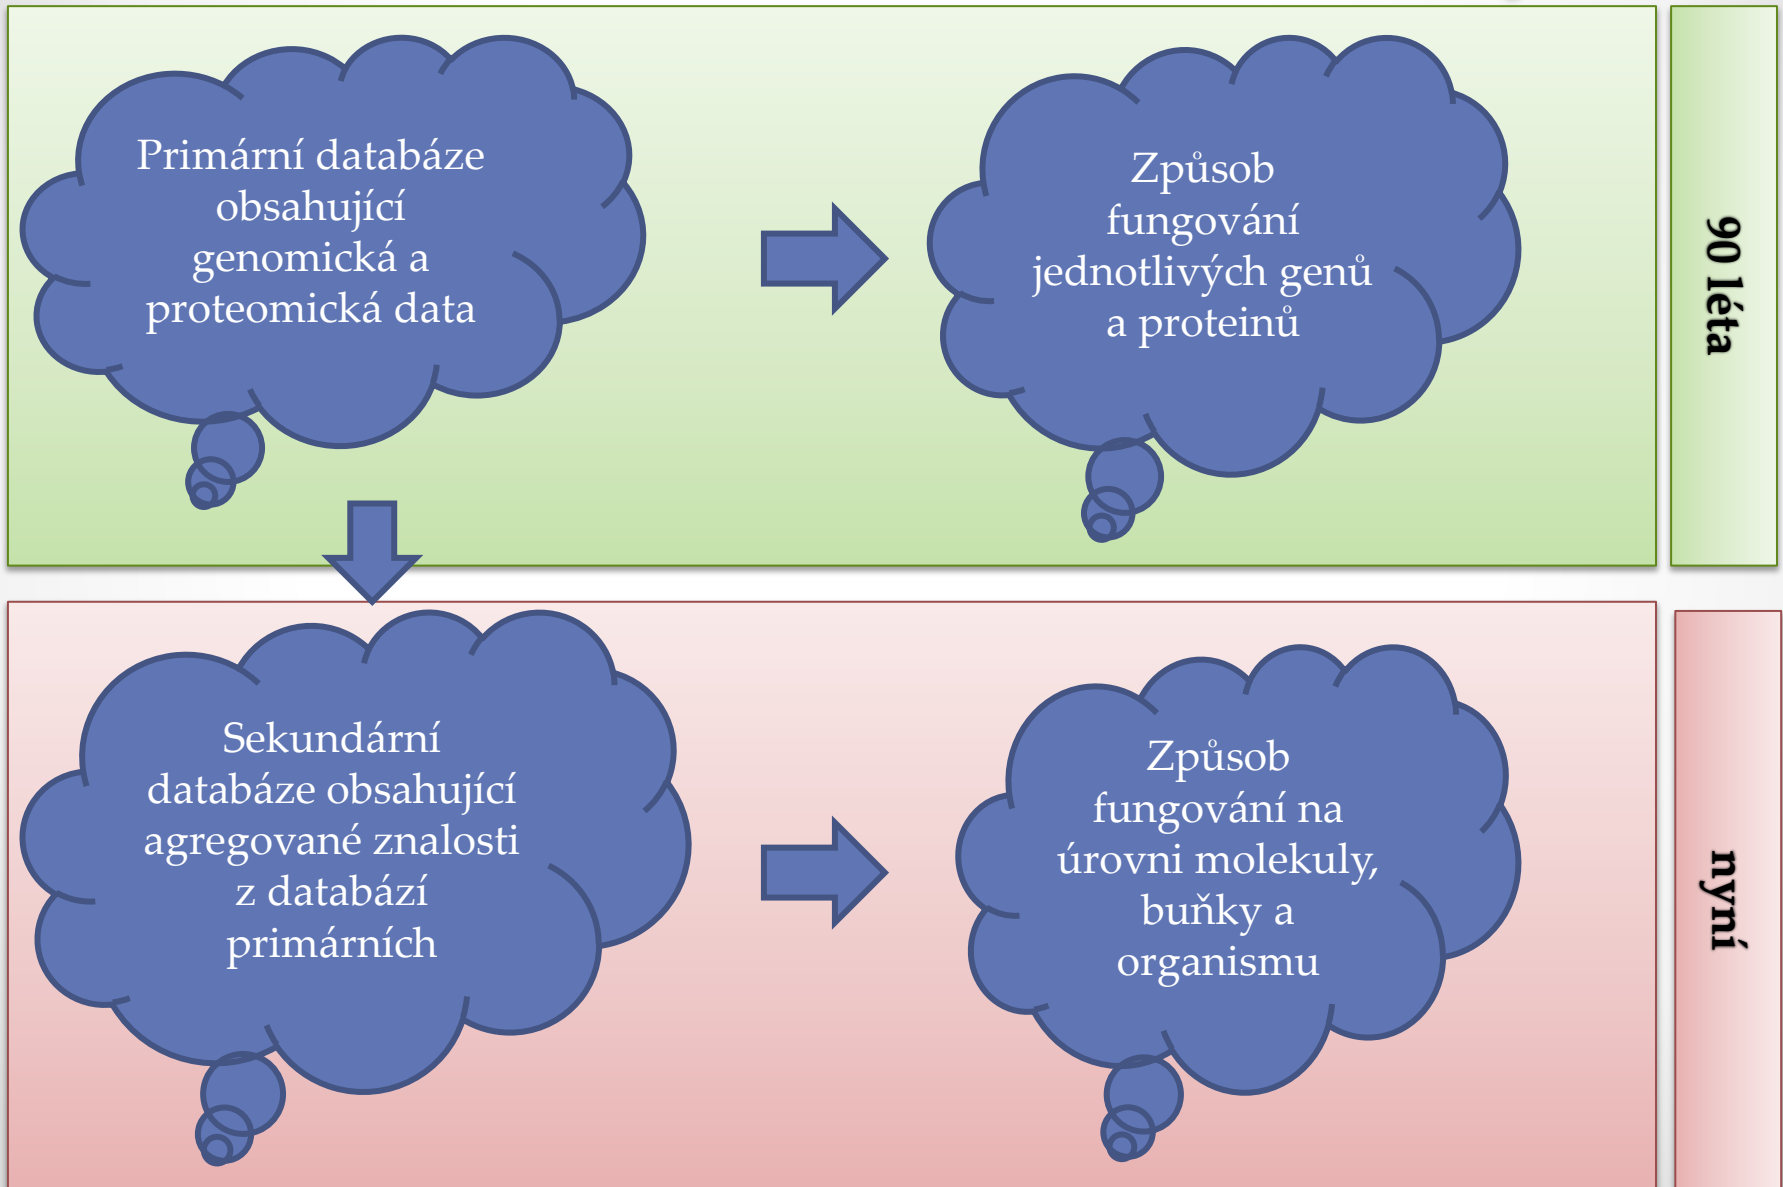 Primární databáze
obsahující
genomická a
proteomická data
Způsob
fungování
jednotlivých genů
a proteinů
90 léta
Sekundární
databáze obsahující
agregované znalosti
z databází
primárních
Způsob
fungování na
úrovni molekuly,
buňky a
organismu
nyní